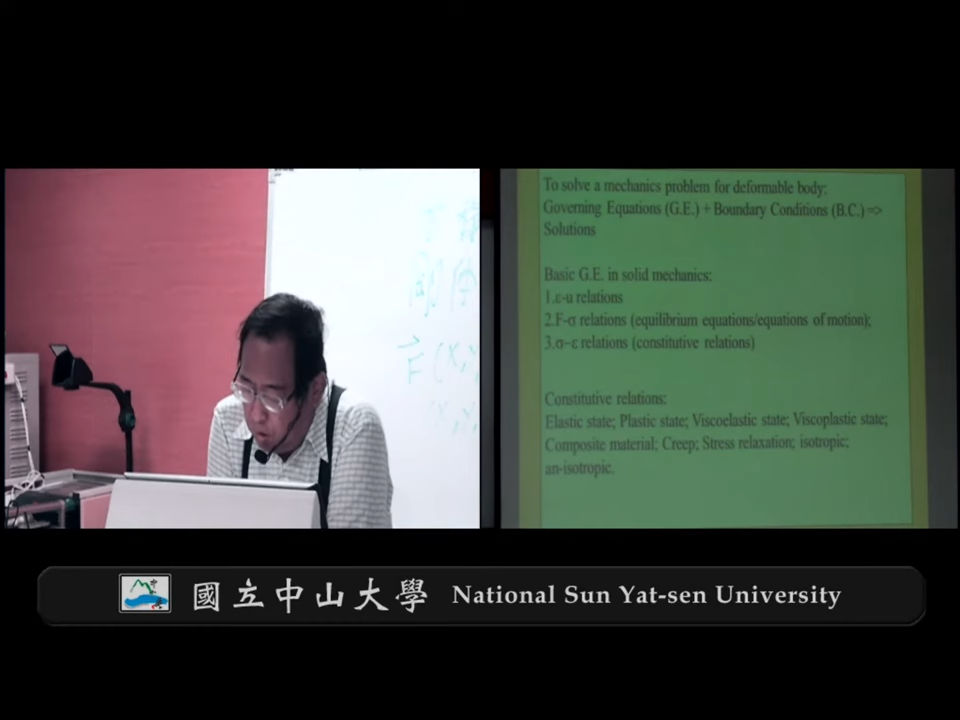 剛体
F (X,
To solve a mechanics problem for deformable body:
Governing Equations (G.E.) + Boundary Conditions (B.C.) =>
Solutions
Basic G.E. in solid mechanics:
1.ε-u relations
2.F-σ relations (equilibrium equations/equations of motion);
3.σ-ε relations (constitutive relations)
Constitutive relations:
Elastic state; Plastic state; Viscoelastic state; Viscoplastic state;
Composite material; Creep; Stress relaxation; isotropic;
an-isotropic.
國立中山大學 National Sun Yat-sen University